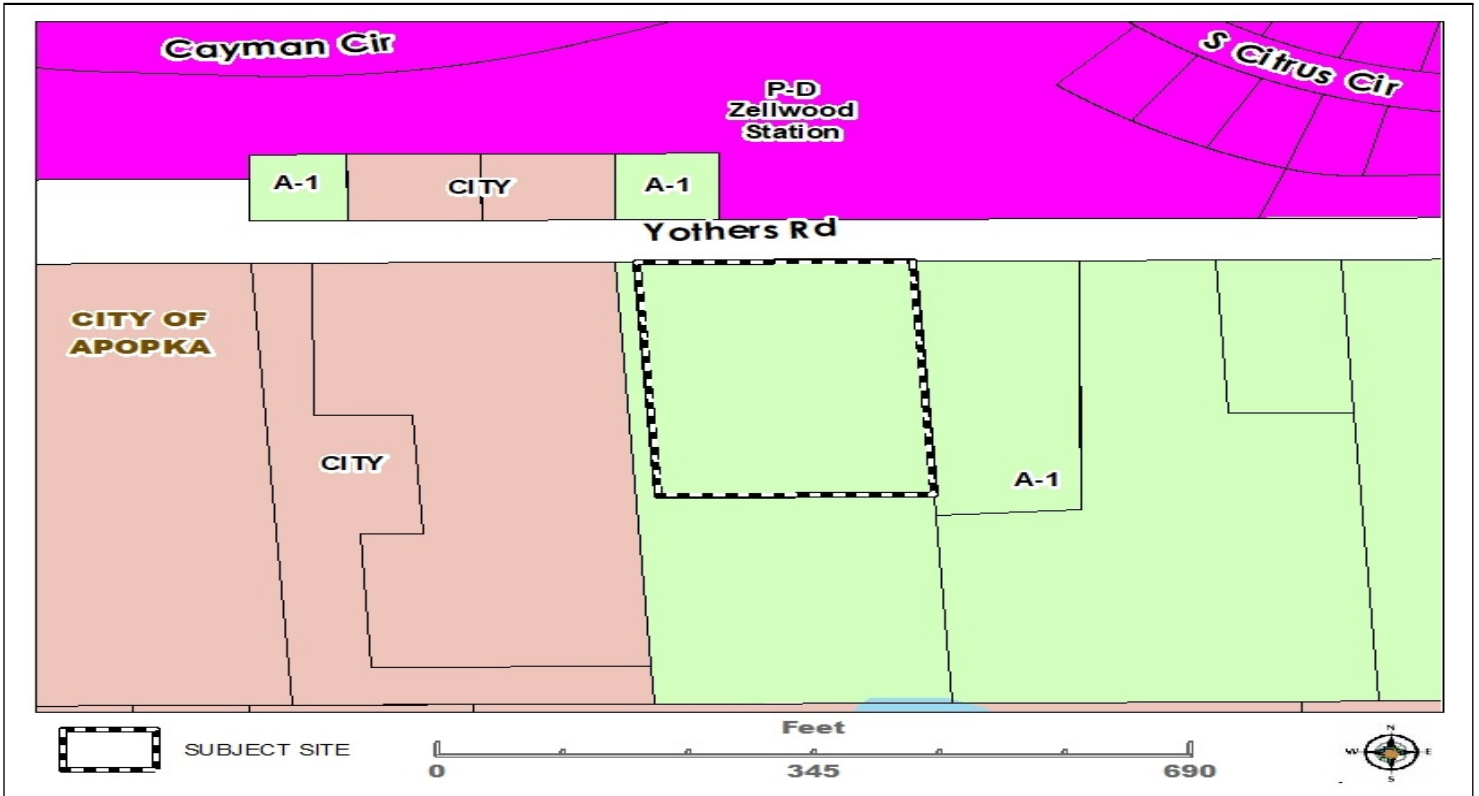 Cayman Cir
S Citrus Cir
P-D
Zellwood
Station
A-1
CITY
A-1
Yothers Rd
CITY OF
APOPKA
CITY
A-1
SUBJECT SITE
Feet
0
345
690
N
W
E
S